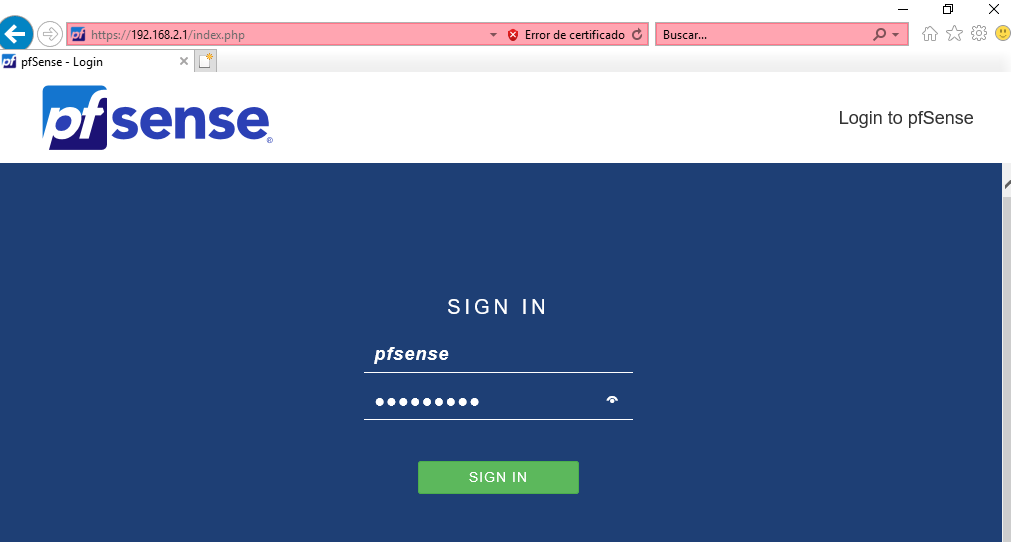 https://192.168.2.1/index.php Error de certificado Buscar...
pfSense - Login
pfsense® Login to pfSense
SIGN IN
pfsense
●●●●●●●●●
SIGN IN